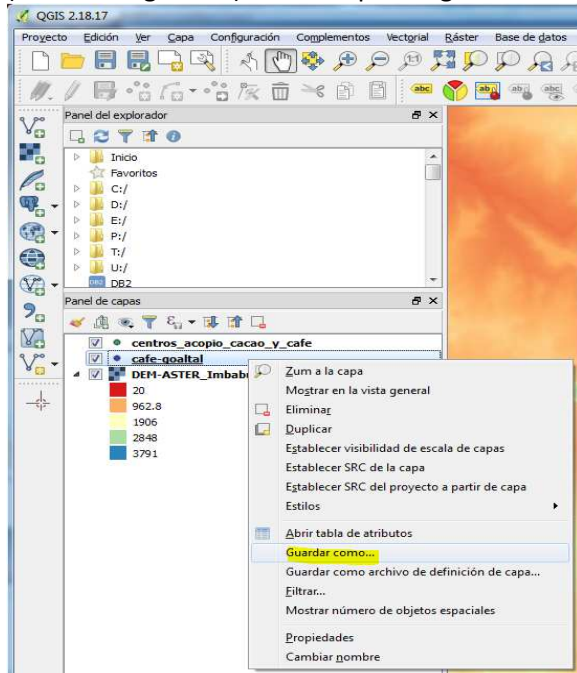 QGIS 2.18.17
Proyecto Edición Ver Capa Configuración Complementos Vectorial Ráster Base de datos
abc
Panel del explorador
Inicio
Favoritos
C:/
D:/
E:/
P:/
T:/
U:/
DB2
Panel de capas
centros_acopio_cacao_y_cafe
cafe-goaltal
DEM-ASTER_Imbab
20
962.8
1906
2848
3791
Zum a la capa
Mostrar en la vista general
Eliminar
Duplicar
Establecer visibilidad de escala de capas
Establecer SRC de la capa
Establecer SRC del proyecto a partir de capa
Estilos
Abrir tabla de atributos
Guardar como...
Guardar como archivo de definición de capa...
Filtrar...
Mostrar número de objetos espaciales
Propiedades
Cambiar nombre